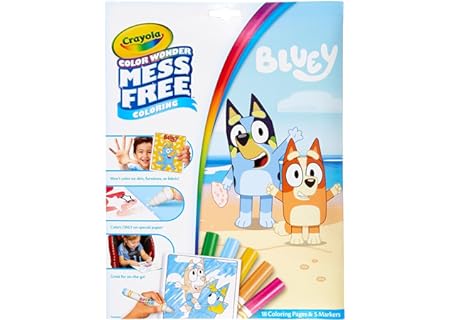 Crayola
COLOR WONDER
MESS
FREE
COLORING
BLUEY
Won't color on skin, furniture, or fabric!
Colors ONLY on special paper!
Great for on-the-go!
18 Coloring Pages & 5 Markers